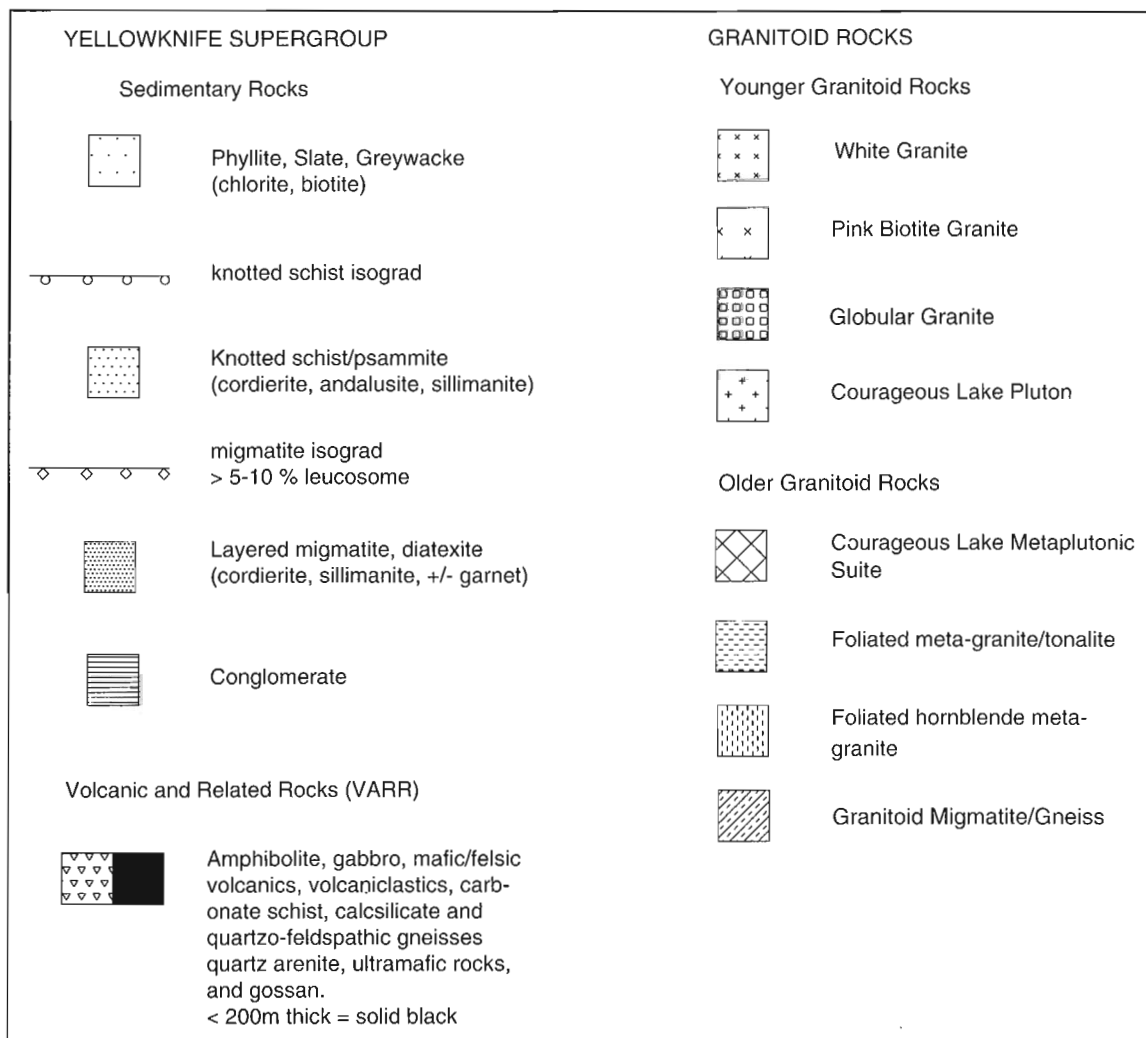 YELLOWKNIFE SUPERGROUP
Sedimentary Rocks
Phyllite, Slate, Greywacke
(chlorite, biotite)
knotted schist isograd
Knotted schist/psammite
(cordierite, andalusite, sillimanite)
migmatite isograd
> 5-10 % leucosome
Layered migmatite, diatexite
(cordierite, sillimanite, +/- garnet)
Conglomerate
Volcanic and Related Rocks (VARR)
Amphibolite, gabbro, mafic/felsic
volcanics, volcaniclastics, carb-
onate schist, calcsilicate and
quartzo-feldspathic gneisses
quartz arenite, ultramafic rocks,
and gossan.
< 200m thick = solid black
GRANITOID ROCKS
Younger Granitoid Rocks
White Granite
Pink Biotite Granite
Globular Granite
Courageous Lake Pluton
Older Granitoid Rocks
Courageous Lake Metaplutonic
Suite
Foliated meta-granite/tonalite
Foliated hornblende meta-
granite
Granitoid Migmatite/Gneiss